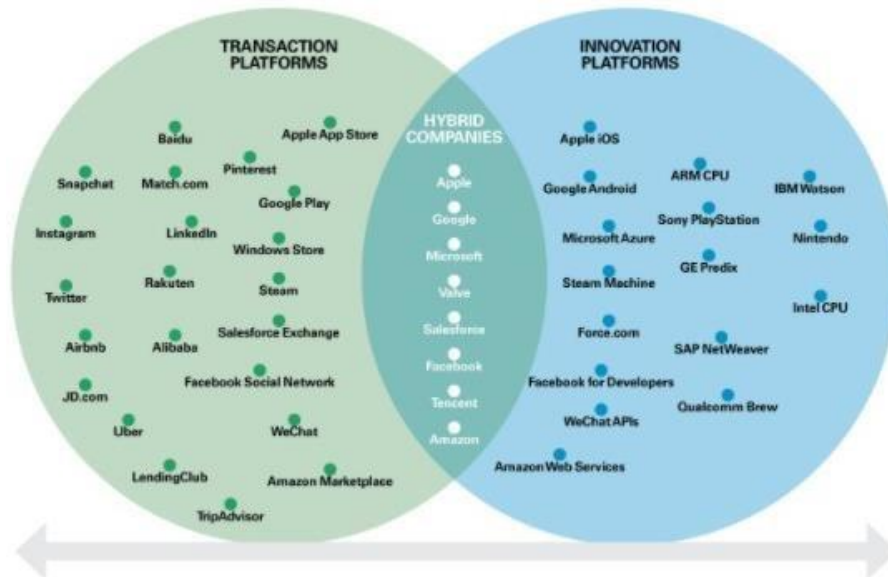 TRANSACTION
PLATFORMS
Baidu
Apple App Store
Pinterest
Snapchat
Match.com
Google Play
Instagram
LinkedIn
Windows Store
Rakuten
Steam
Twitter
Salesforce Exchange
Airbnb
Alibaba
Facebook Social Network
JD.com
Uber
WeChat
LendingClub
Amazon Marketplace
TripAdvisor
HYBRID
COMPANIES
Apple
Google
Microsoft
Valve
Salesforce
Facebook
Tencent
Amazon
INNOVATION
PLATFORMS
Apple iOS
ARM CPU
Google Android
IBM Watson
Sony PlayStation
Microsoft Azure
Nintendo
GE Predix
Steam Machine
Intel CPU
Force.com
SAP NetWeaver
Facebook for Developers
Qualcomm Brew
WeChat APIs
Amazon Web Services